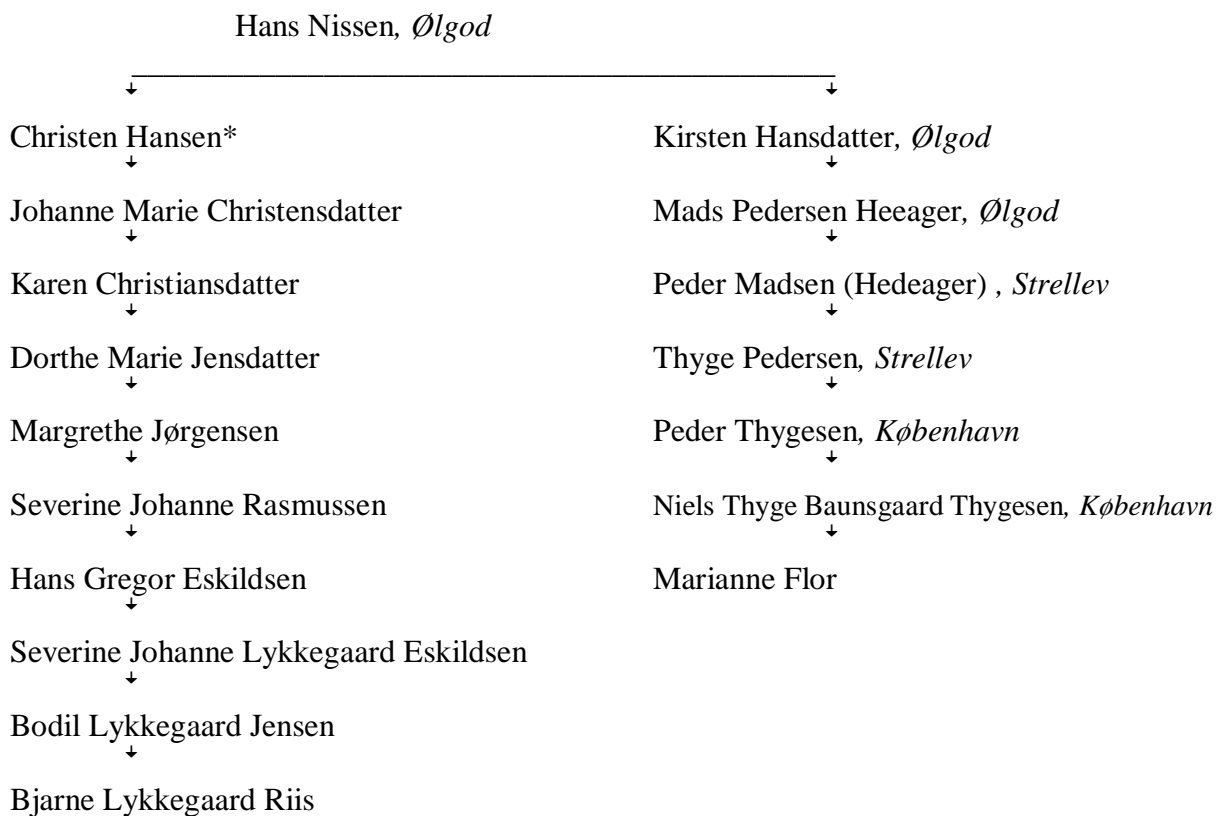 Hans Nissen, Ølgod
Christen Hansen* Kirsten Hansdatter, Ølgod
Johanne Marie Christensdatter Mads Pedersen Heeager, Ølgod
Karen Christiansdatter Peder Madsen (Hedeager) , Strellev
Dorthe Marie Jensdatter Thyge Pedersen, Strellev
Margrethe Jørgensen Peder Thygesen, København
Severine Johanne Rasmussen Niels Thyge Baunsgaard Thygesen, København
Hans Gregor Eskildsen Marianne Flor
Severine Johanne Lykkegaard Eskildsen
Bodil Lykkegaard Jensen
Bjarne Lykkegaard Riis